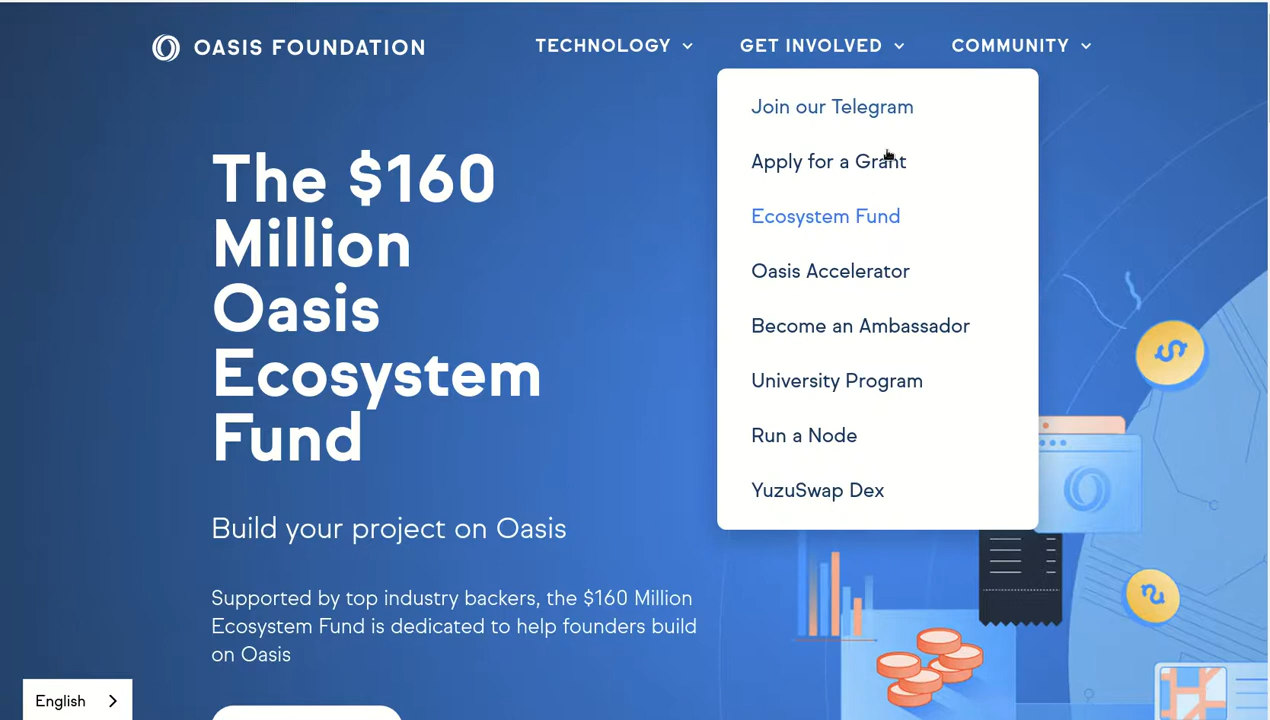 OASIS FOUNDATION
TECHNOLOGY
GET INVOLVED
COMMUNITY
Join our Telegram
Apply for a Grant
Ecosystem Fund
Oasis Accelerator
Become an Ambassador
University Program
Run a Node
YuzuSwap Dex
The $160
Million
Oasis
Ecosystem
Fund
Build your project on Oasis
Supported by top industry backers, the $160 Million
Ecosystem Fund is dedicated to help founders build
on Oasis
English